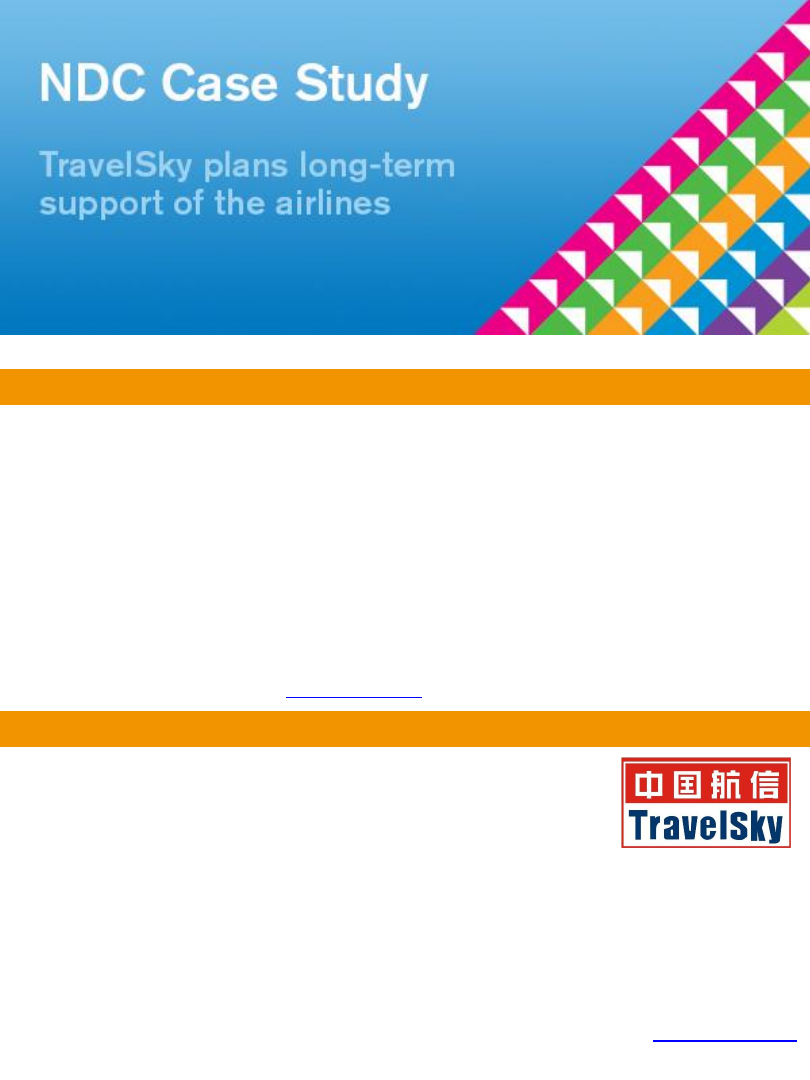 NDC Case Study
TravelSky plans long-term
support of the airlines
中国航信
TravelSky